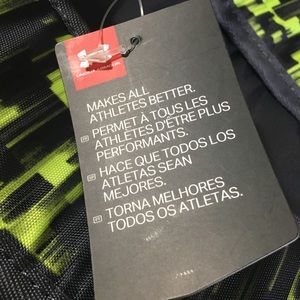 MAKES ALL
ATHLETES BETTER.
FR PERMET À TOUS LES
ATHLÈTES D'ÊTRE PLUS
PERFORMANTS.
HACE QUE TODOS LOS
ATLETAS SEAN
MEJORES.
TORNA MELHORES
TODOS OS ATLETAS.